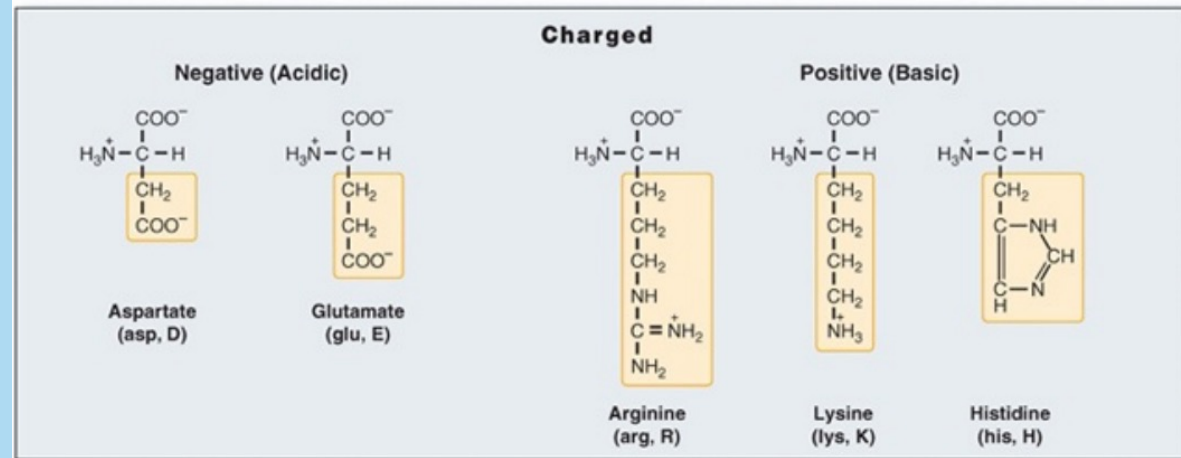 Charged
Negative (Acidic)
Positive (Basic)
COO⁻
H₃N⁺–C–H
CH₂
COO⁻
Aspartate
(asp, D)
COO⁻
H₃N⁺–C–H
CH₂
CH₂
COO⁻
Glutamate
(glu, E)
COO⁻
H₃N⁺–C–H
CH₂
CH₂
CH₂
NH
C=N⁺H₂
NH₂
Arginine
(arg, R)
COO⁻
H₃N⁺–C–H
CH₂
CH₂
CH₂
CH₂
N⁺H₃
Lysine
(lys, K)
COO⁻
H₃N⁺–C–H
CH₂
C–NH
CH
C–N
H
Histidine
(his, H)